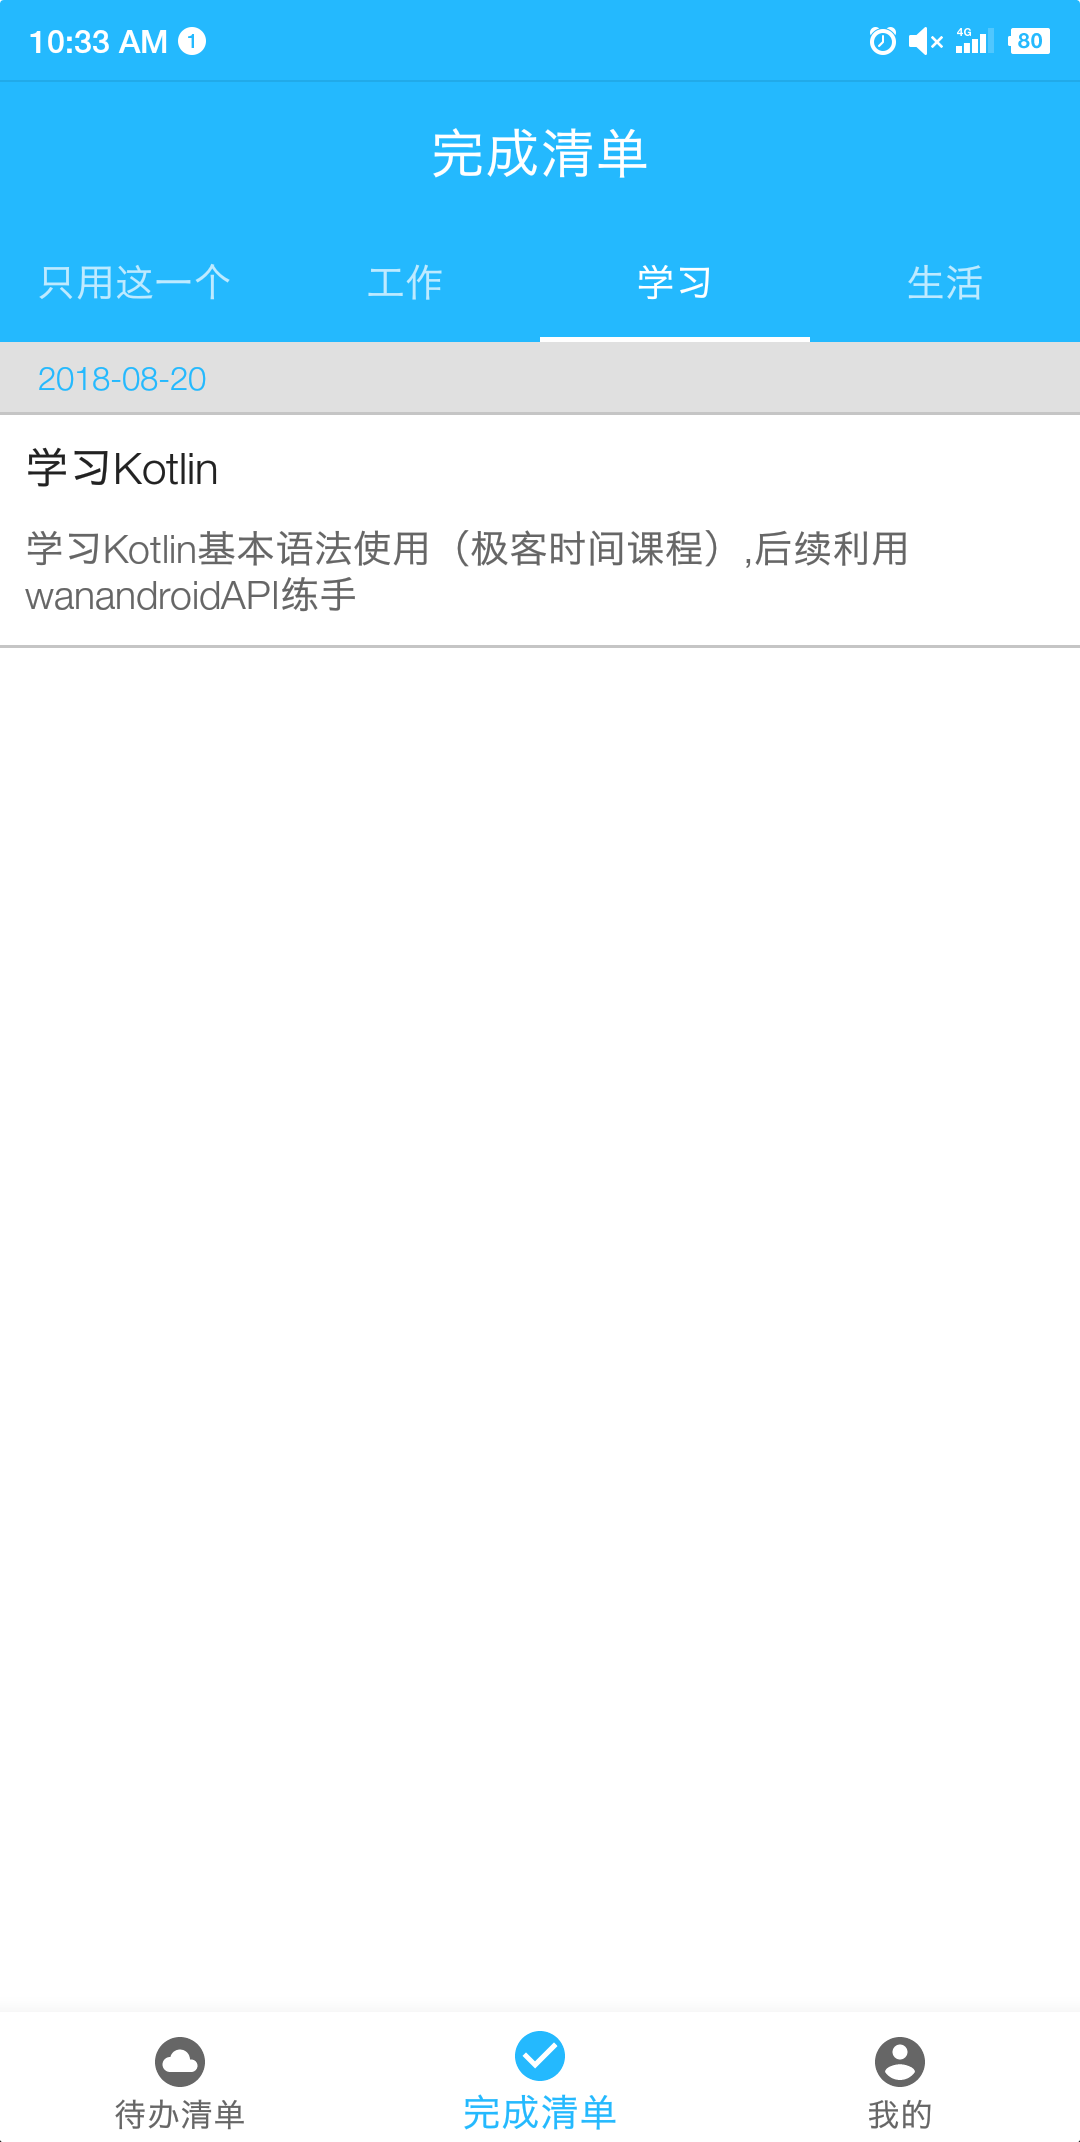 10:33 AM 1
4G 80
完成清单
只用这一个 工作 学习 生活
2018-08-20
学习Kotlin
学习Kotlin基本语法使用（极客时间课程）,后续利用
wanandroidAPI练手
待办清单 完成清单 我的